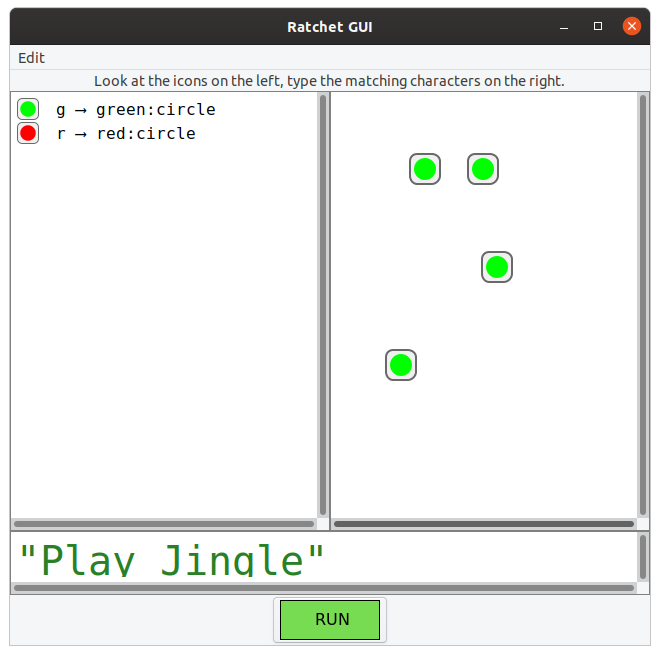 Ratchet GUI
Edit
Look at the icons on the left, type the matching characters on the right.
g → green:circle
r → red:circle
"Play Jingle"
RUN